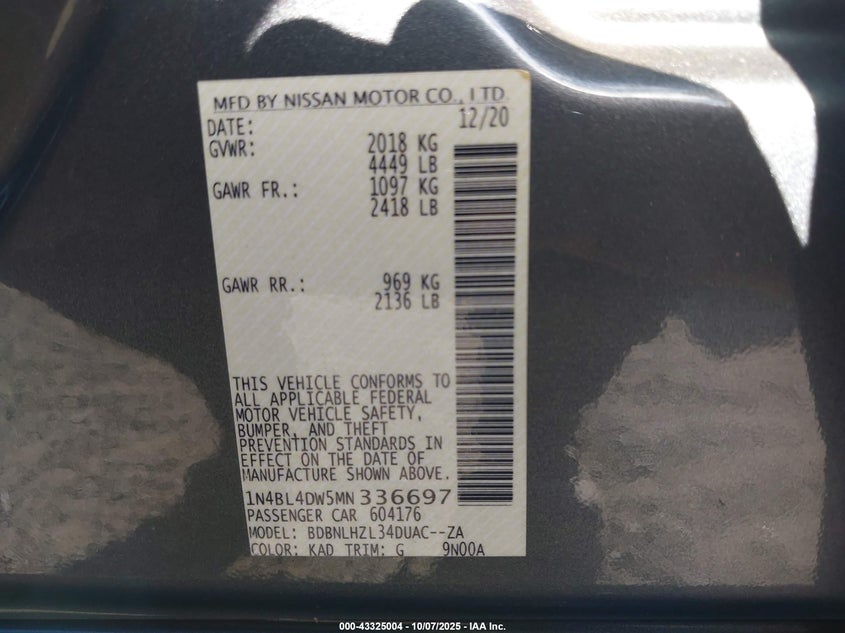 MFD BY NISSAN MOTOR CO., LTD.
DATE: 12/20
GVWR: 2018 KG
4449 LB
GAWR FR.: 1097 KG
2418 LB
GAWR RR.: 969 KG
2136 LB
THIS VEHICLE CONFORMS TO
ALL APPLICABLE FEDERAL
MOTOR VEHICLE SAFETY,
BUMPER, AND THEFT
PREVENTION STANDARDS IN
EFFECT ON THE DATE OF
MANUFACTURE SHOWN ABOVE.
1N4BL4DW5MN336697
PASSENGER CAR 604176
MODEL: BDBNLHZL34DUAC--ZA
COLOR: KAD TRIM: G 9N00A
000-43325004 - 10/07/2025 - IAA Inc.